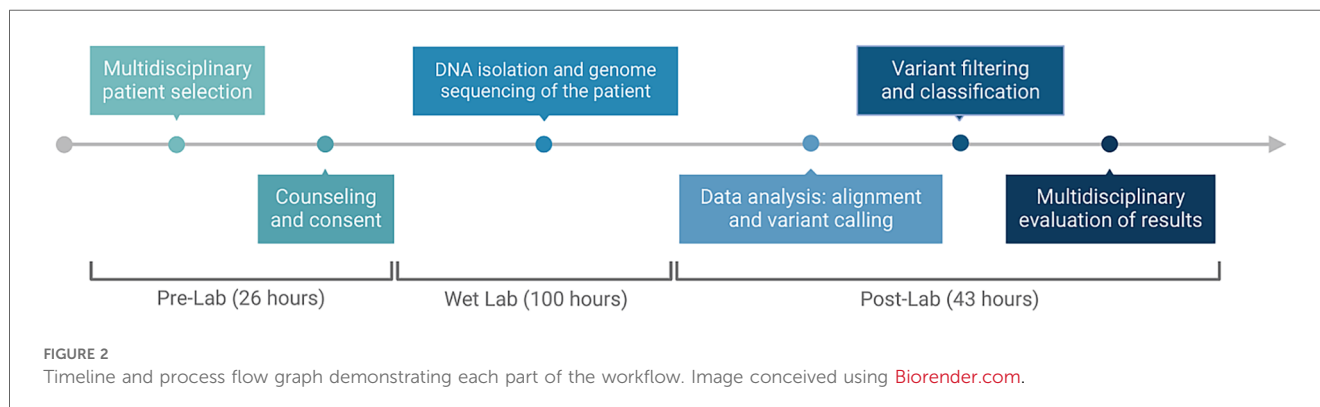 Multidisciplinary
patient selection
DNA isolation and genome
sequencing of the patient
Variant filtering
and classification
Counseling
and consent
Data analysis: alignment
and variant calling
Multidisciplinary
evaluation of results
Pre-Lab (26 hours)
Wet Lab (100 hours)
Post-Lab (43 hours)
FIGURE 2
Timeline and process flow graph demonstrating each part of the workflow. Image conceived using Biorender.com.